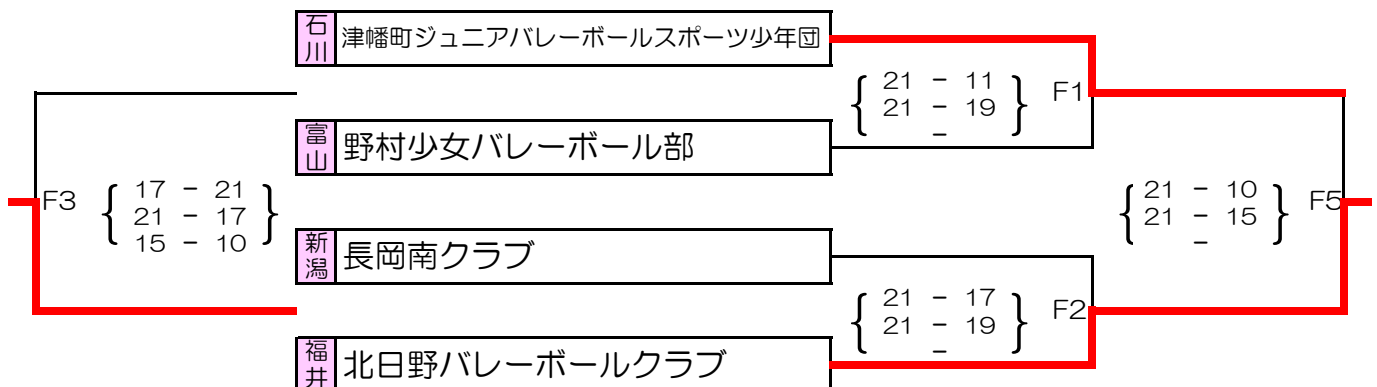 石川 津幡町ジュニアバレーボールスポーツ少年団
21 - 11
21 - 19
-
F1
富山 野村少女バレーボール部
F3
17 - 21
21 - 17
15 - 10
21 - 10
21 - 15
-
F5
新潟 長岡南クラブ
21 - 17
21 - 19
-
F2
福井 北日野バレーボールクラブ